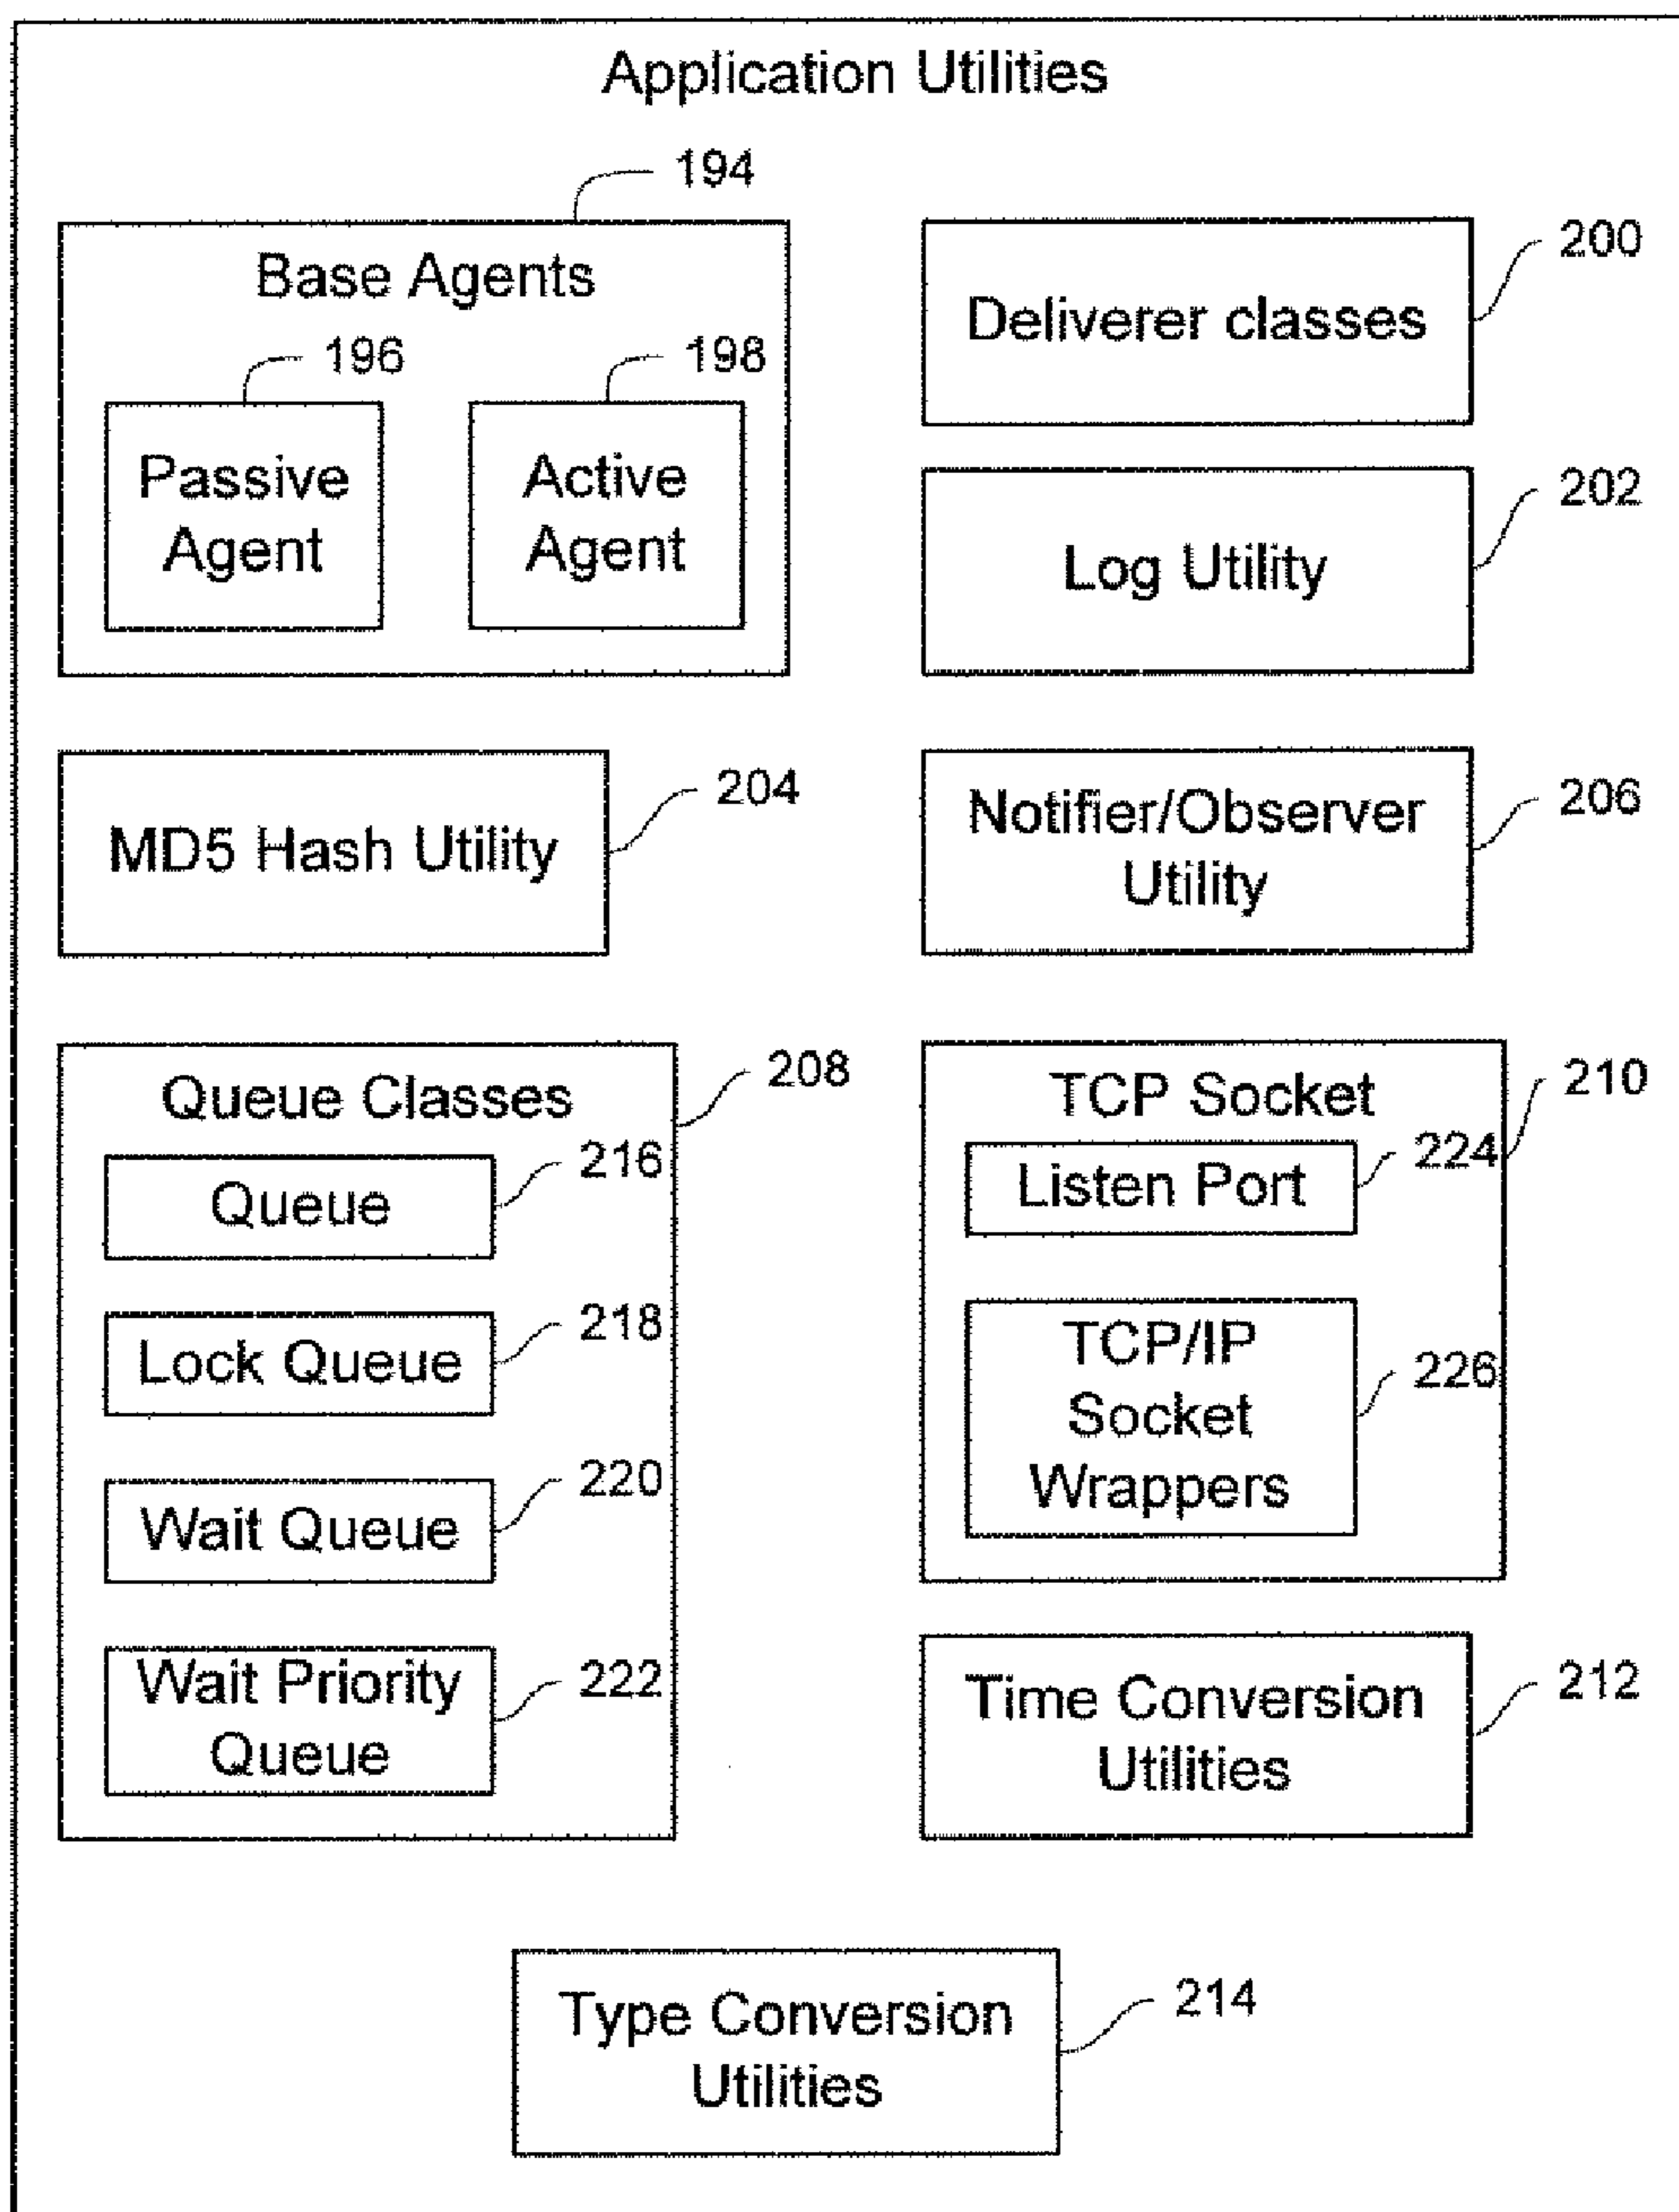 Application Utilities
194
Base Agents
196
198
Passive
Agent
Active
Agent
200
Deliverer classes
202
Log Utility
204
MD5 Hash Utility
206
Notifier/Observer
Utility
208
Queue Classes
216
Queue
218
Lock Queue
220
Wait Queue
222
Wait Priority
Queue
210
TCP Socket
224
Listen Port
226
TCP/IP
Socket
Wrappers
212
Time Conversion
Utilities
214
Type Conversion
Utilities